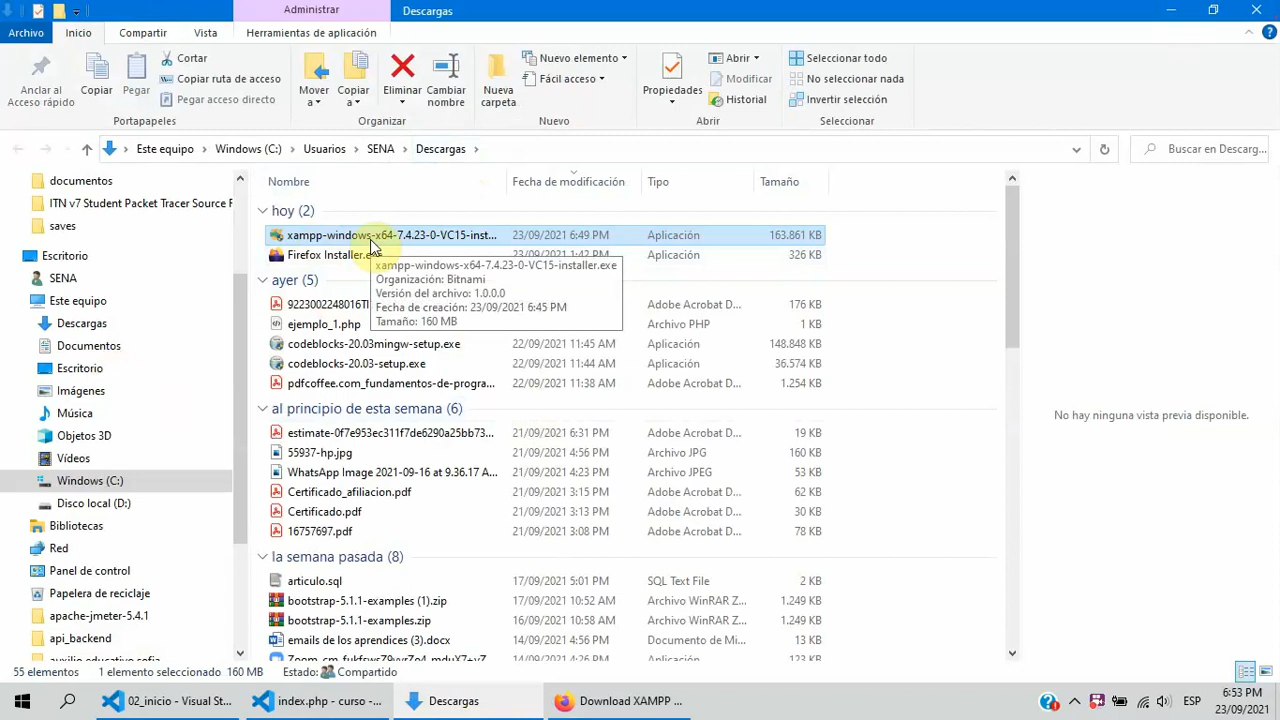 Administrar
Descargas
Archivo
Inicio
Compartir
Vista
Herramientas de aplicación
Anclar al
Acceso rápido
Copiar
Pegar
Cortar
Copiar ruta de acceso
Pegar acceso directo
Portapapeles
Mover
a
Copiar
a
Eliminar
Cambiar
nombre
Organizar
Nueva
carpeta
Nuevo elemento
Fácil acceso
Nuevo
Propiedades
Abrir
Modificar
Historial
Abrir
Seleccionar todo
No seleccionar nada
Invertir selección
Seleccionar
Este equipo
Windows (C:)
Usuarios
SENA
Descargas
Buscar en Descarg...
documentos
ITN v7 Student Packet Tracer Source F
saves
Escritorio
SENA
Este equipo
Descargas
Documentos
Escritorio
Imágenes
Música
Objetos 3D
Vídeos
Windows (C:)
Disco local (D:)
Bibliotecas
Red
Panel de control
Papelera de reciclaje
apache-jmeter-5.4.1
api_backend
auxilio educativo sofia
Nombre Fecha de modificación Tipo Tamaño
hoy (2)
xampp-windows-x64-7.4.23-0-VC15-inst... 23/09/2021 6:49 PM Aplicación 163.861 KB
Firefox Installer.exe 23/09/2021 1:42 PM Aplicación 326 KB
xampp-windows-x64-7.4.23-0-VC15-installer.exe
Organización: Bitnami
Versión del archivo: 1.0.0.0
Fecha de creación: 23/09/2021 6:45 PM
Tamaño: 160 MB
ayer (5)
9223002248016TI Adobe Acrobat D... 176 KB
ejemplo_1.php Archivo PHP 1 KB
codeblocks-20.03mingw-setup.exe 22/09/2021 11:45 AM Aplicación 148.848 KB
codeblocks-20.03-setup.exe 22/09/2021 11:44 AM Aplicación 36.574 KB
pdfcoffee.com_fundamentos-de-progra... 22/09/2021 11:38 AM Adobe Acrobat D... 1.254 KB
al principio de esta semana (6)
estimate-0f7e953ec311f7de6290a25bb73... 21/09/2021 6:31 PM Adobe Acrobat D... 19 KB
55937-hp.jpg 21/09/2021 4:56 PM Archivo JPG 160 KB
WhatsApp Image 2021-09-16 at 9.36.17 A... 21/09/2021 4:23 PM Archivo JPEG 53 KB
Certificado_afiliacion.pdf 21/09/2021 3:15 PM Adobe Acrobat D... 62 KB
Certificado.pdf 21/09/2021 3:13 PM Adobe Acrobat D... 30 KB
16757697.pdf 21/09/2021 3:13 PM Adobe Acrobat D... 78 KB
la semana pasada (8)
articulo.sql 17/09/2021 5:01 PM SQL Text File 2 KB
bootstrap-5.1.1-examples (1).zip 17/09/2021 10:52 AM Archivo WinRAR Z... 1.249 KB
bootstrap-5.1.1-examples.zip 16/09/2021 10:58 AM Archivo WinRAR Z... 1.249 KB
emails de los aprendices (3).docx 14/09/2021 4:56 PM Documento de Mi... 13 KB
14/09/2021 4:56 PM Aplicación 123 KB
No hay ninguna vista previa disponible.
55 elementos 1 elemento seleccionado 160 MB Estado: Compartido
02_inicio - Visual St...
index.php - curso - ...
Descargas
Download XAMPP ...
ESP
6:53 PM
23/09/2021